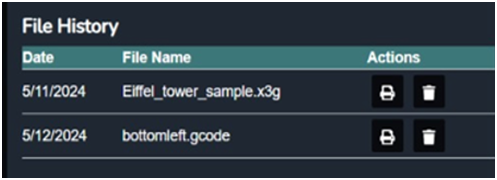 File History
Date File Name Actions
5/11/2024 Eiffel_tower_sample.x3g
5/12/2024 bottomleft.gcode